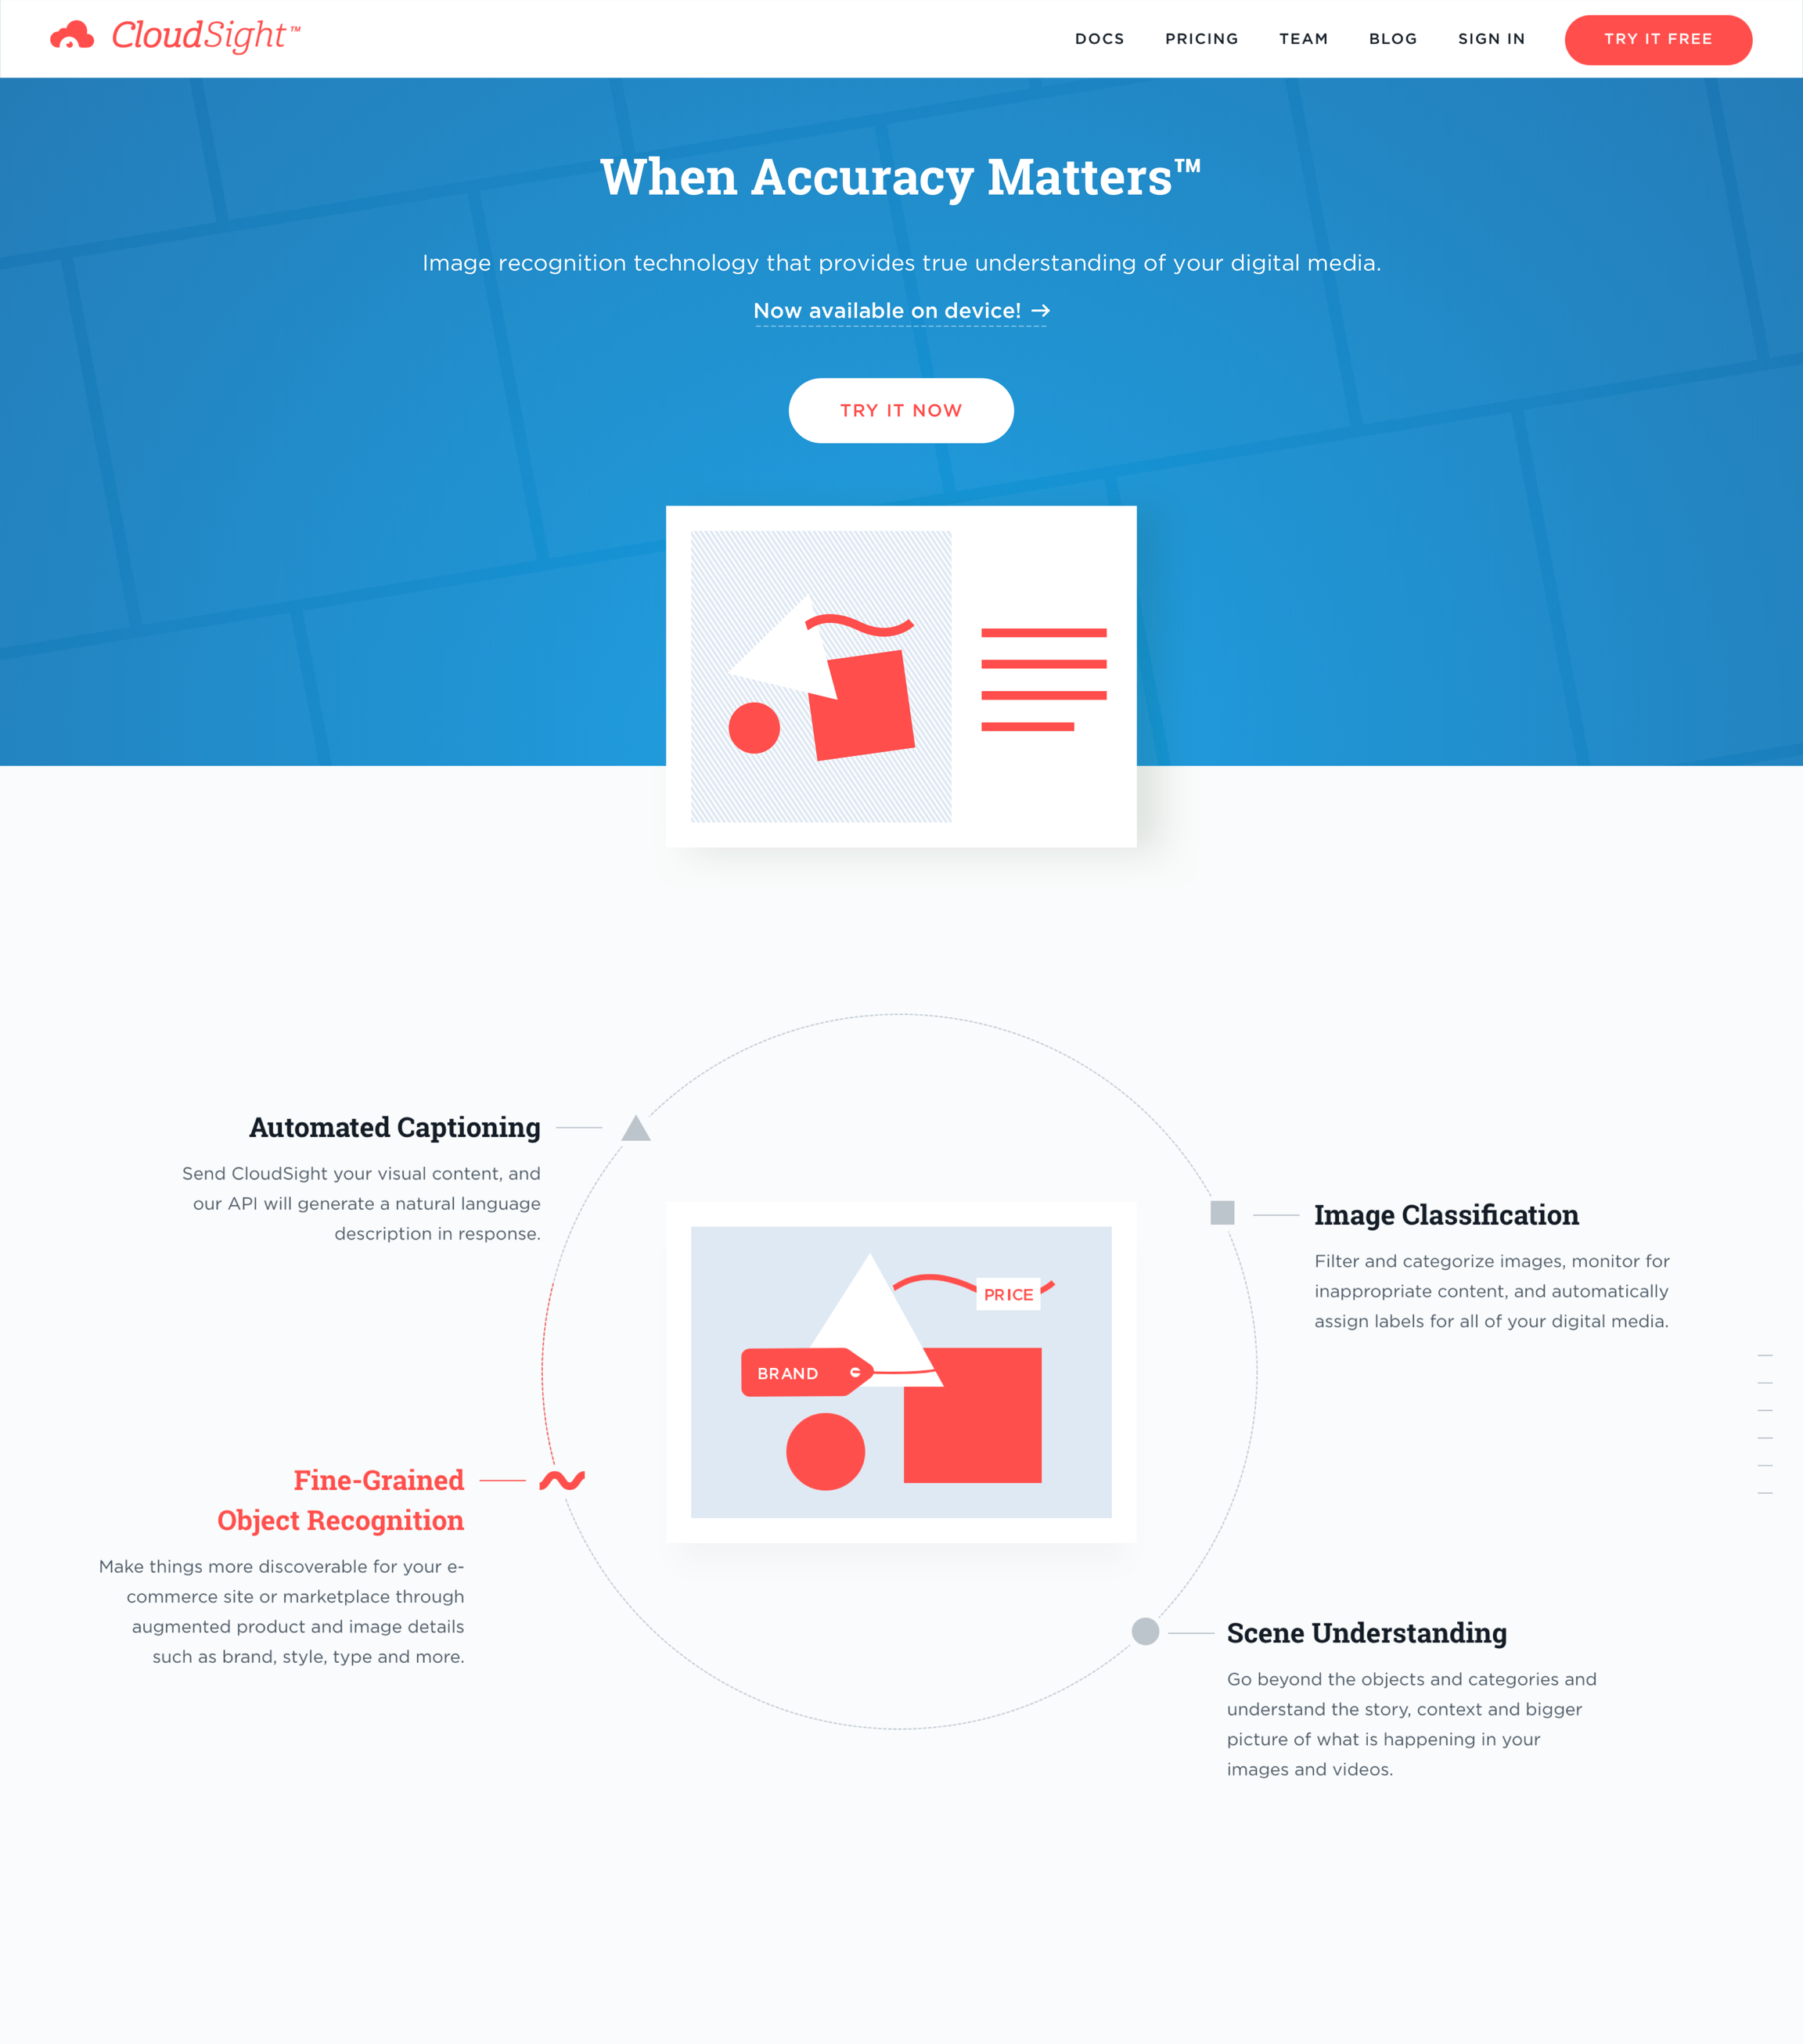 CloudSight™
DOCS
PRICING
TEAM
BLOG
SIGN IN
TRY IT FREE
When Accuracy Matters™
Image recognition technology that provides true understanding of your digital media.
Now available on device! →
TRY IT NOW
Automated Captioning
Send CloudSight your visual content, and
our API will generate a natural language
description in response.
Image Classification
Filter and categorize images, monitor for
inappropriate content, and automatically
assign labels for all of your digital media.
PRICE
BRAND
Fine-Grained
Object Recognition
Make things more discoverable for your e-
commerce site or marketplace through
augmented product and image details
such as brand, style, type and more.
Scene Understanding
Go beyond the objects and categories and
understand the story, context and bigger
picture of what is happening in your
images and videos.